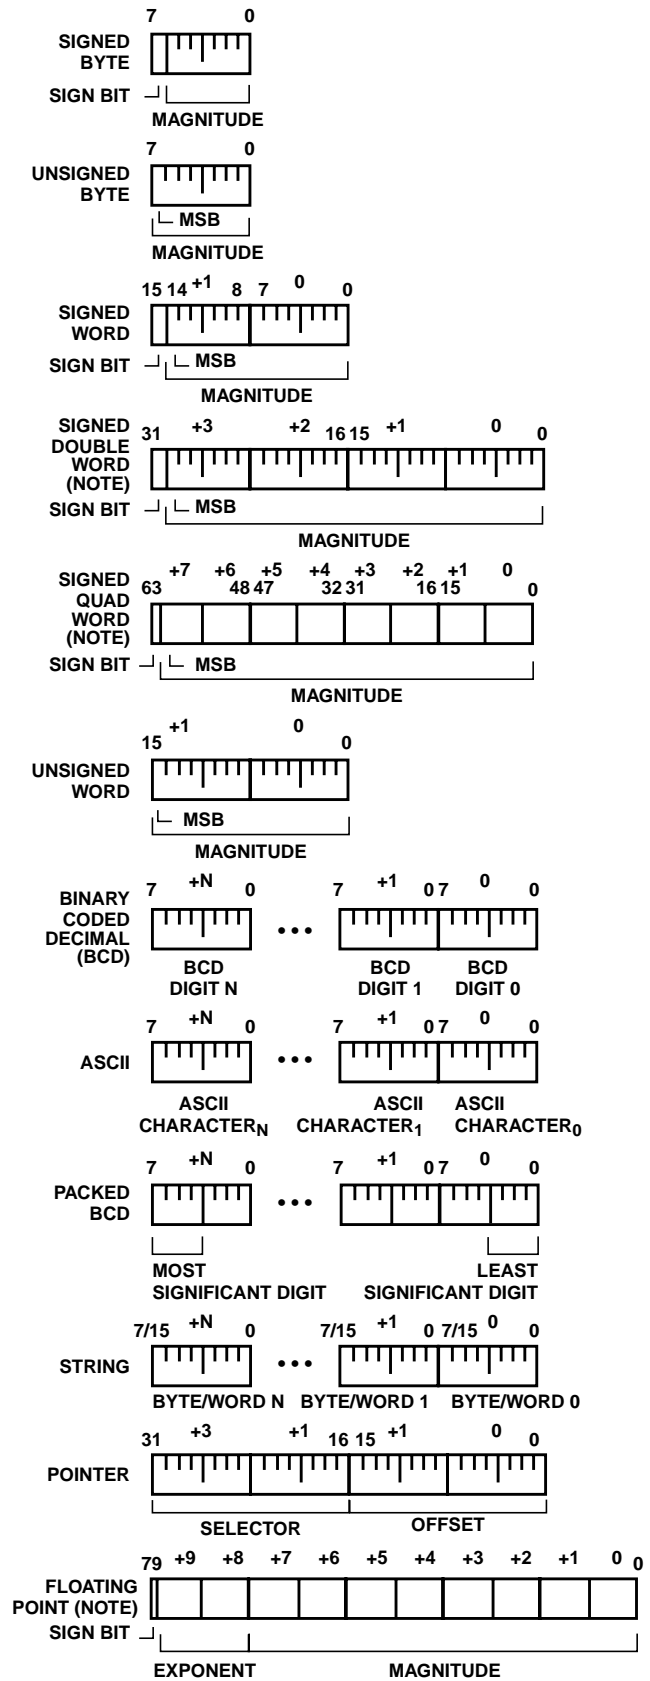 7 0
SIGNED
BYTE
SIGN BIT
MAGNITUDE
7 0
UNSIGNED
BYTE
MSB
MAGNITUDE
15 14 +1 8 7 0 0
SIGNED
WORD
SIGN BIT MSB
MAGNITUDE
SIGNED
DOUBLE
WORD
(NOTE)
31 +3 +2 16 15 +1 0 0
SIGN BIT MSB
MAGNITUDE
+7 +6 +5 +4 +3 +2 +1 0
SIGNED
QUAD
WORD
(NOTE)
63 48 47 32 31 16 15 0
SIGN BIT MSB
MAGNITUDE
+1 0
15 0
UNSIGNED
WORD
MSB
MAGNITUDE
7 +N 0 7 +1 0 7 0 0
BINARY
CODED
DECIMAL
(BCD)
•••
BCD
DIGIT N
BCD
DIGIT 1
BCD
DIGIT 0
7 +N 0 7 +1 0 7 0 0
ASCII •••
ASCII
CHARACTERN
ASCII
CHARACTER1
ASCII
CHARACTER0
7 +N 0 7 +1 0 7 0 0
PACKED
BCD
•••
MOST
SIGNIFICANT DIGIT
LEAST
SIGNIFICANT DIGIT
7/15 +N 0 7/15 +1 0 7/15 0 0
STRING •••
BYTE/WORD N BYTE/WORD 1 BYTE/WORD 0
31 +3 +1 16 15 +1 0 0
POINTER
SELECTOR OFFSET
79 +9 +8 +7 +6 +5 +4 +3 +2 +1 0 0
FLOATING
POINT (NOTE)
SIGN BIT
EXPONENT MAGNITUDE